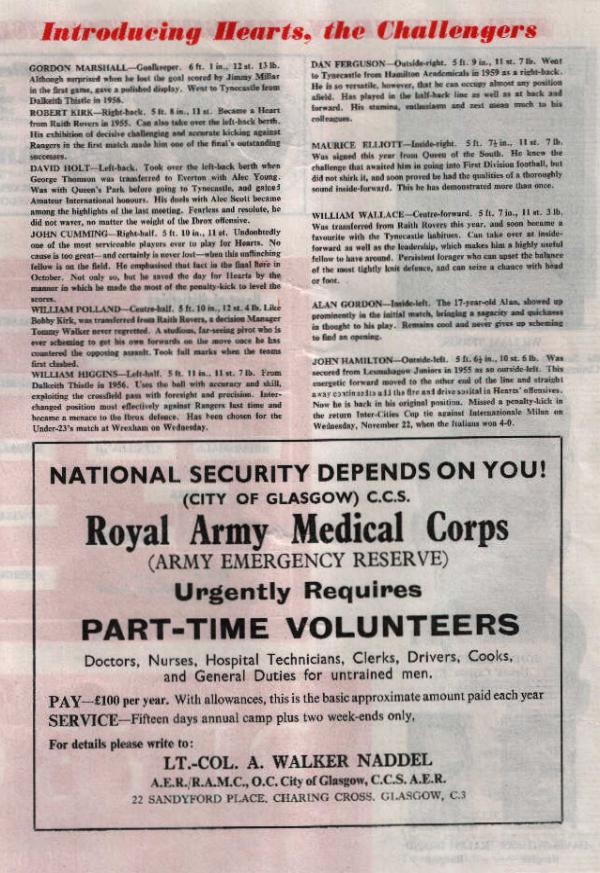 Introducing Hearts, the Challengers
GORDON MARSHALL—Goalkeeper. 6 ft. 1 in., 12 st. 13 lb.
Although surprised when he lost the goal scored by Jimmy Millar
in the first game, gave a polished display. Went to Tynecastle from
Dalkeith Thistle in 1956.
ROBERT KIRK—Right-back. 5 ft. 8 in., 11 st. Became a Heart
from Raith Rovers in 1955. Can also take over the left-back berth.
His exhibition of decisive challenging and accurate kicking against
Rangers in the first match made him one of the final's outstanding
successes.
DAVID HOLT—Left-back. Took over the left-back berth when
George Thomson was transferred to Everton with Alec Young.
Was with Queen's Park before going to Tynecastle, and gained
Amateur International honours. His duels with Alec Scott became
among the highlights of the last meeting. Fearless and resolute, he
did not waver, no matter the weight of the Ibrox offensive.
JOHN CUMMING—Right-half. 5 ft. 10 in., 11 st. Undoubtedly
one of the most serviceable players ever to play for Hearts. No
cause is too great—and certainly is never lost—when this unflinching
fellow is on the field. He emphasised that fact in the final here in
October. Not only so, but he saved the day for Hearts by the
manner in which he made the most of the penalty-kick to level the
scores.
WILLIAM POLLAND—Centre-half. 5 ft. 10 in., 12 st. 4 lb. Like
Bobby Kirk, was transferred from Raith Rovers, a decision Manager
Tommy Walker never regretted. A studious, far-seeing pivot who is
ever scheming to get his own forwards on the move once he has
countered the opposing assault. Took full marks when the teams
first clashed.
WILLIAM HIGGINS—Left-half. 5 ft. 11 in., 11 st. 7 lb. From
Dalkeith Thistle in 1956. Uses the ball with accuracy and skill,
exploiting the crossfield pass with foresight and precision. Inter-
changed position most effectively against Rangers last time and
became a menace to the Ibrox defence. Has been chosen for the
Under-23's match at Wrexham on Wednesday.
DAN FERGUSON—Outside-right. 5 ft. 9 in., 11 st. 7 lb. Went
to Tynecastle from Hamilton Academicals in 1959 as a right-back.
He is so versatile, however, that he can occupy almost any position
afield. Has played in the half-back line as well as at back and
forward. His stamina, enthusiasm and zest mean much to his
colleagues.
MAURICE ELLIOTT—Inside-right. 5 ft. 7½ in., 11 st. 7 lb.
Was signed this year from Queen of the South. He knew the
challenge that awaited him in going into First Division football, but
did not shirk it, and soon proved he had the qualities of a thoroughly
sound inside-forward. This he has demonstrated more than once.
WILLIAM WALLACE—Centre-forward. 5 ft. 7 in., 11 st. 3 lb.
Was transferred from Raith Rovers this year, and soon became a
favourite with the Tynecastle habitues. Can take over at inside-
forward as well as the leadership, which makes him a highly useful
fellow to have around. Persistent forager who can upset the balance
of the most tightly knit defence, and can seize a chance with head
or foot.
ALAN GORDON—Inside-left. The 17-year-old Alan, showed up
prominently in the initial match, bringing a sagacity and quickness
in thought to his play. Remains cool and never gives up scheming
to find an opening.
JOHN HAMILTON—Outside-left. 5 ft. 6½ in., 10 st. 6 lb. Was
secured from Lesmahagow Juniors in 1955 as an outside-left. This
energetic forward moved to the other end of the line and straight
away continued to add the fire and drive so vital in Hearts' offensives.
Now he is back in his original position. Missed a penalty-kick in
the return Inter-Cities Cup tie against Internazionale Milan on
Wednesday, November 22, when the Italians won 4-0.
NATIONAL SECURITY DEPENDS ON YOU!
(CITY OF GLASGOW) C.C.S.
Royal Army Medical Corps
(ARMY EMERGENCY RESERVE)
Urgently Requires
PART-TIME VOLUNTEERS
Doctors, Nurses, Hospital Technicians, Clerks, Drivers, Cooks,
and General Duties for untrained men.
PAY—£100 per year. With allowances, this is the basic approximate amount paid each year
SERVICE—Fifteen days annual camp plus two week-ends only,
For details please write to:
LT.-COL. A. WALKER NADDEL
A.E.R./R.A.M.C., O.C. City of Glasgow, C.C.S. A.E.R.
22 SANDYFORD PLACE, CHARING CROSS, GLASGOW, C.3